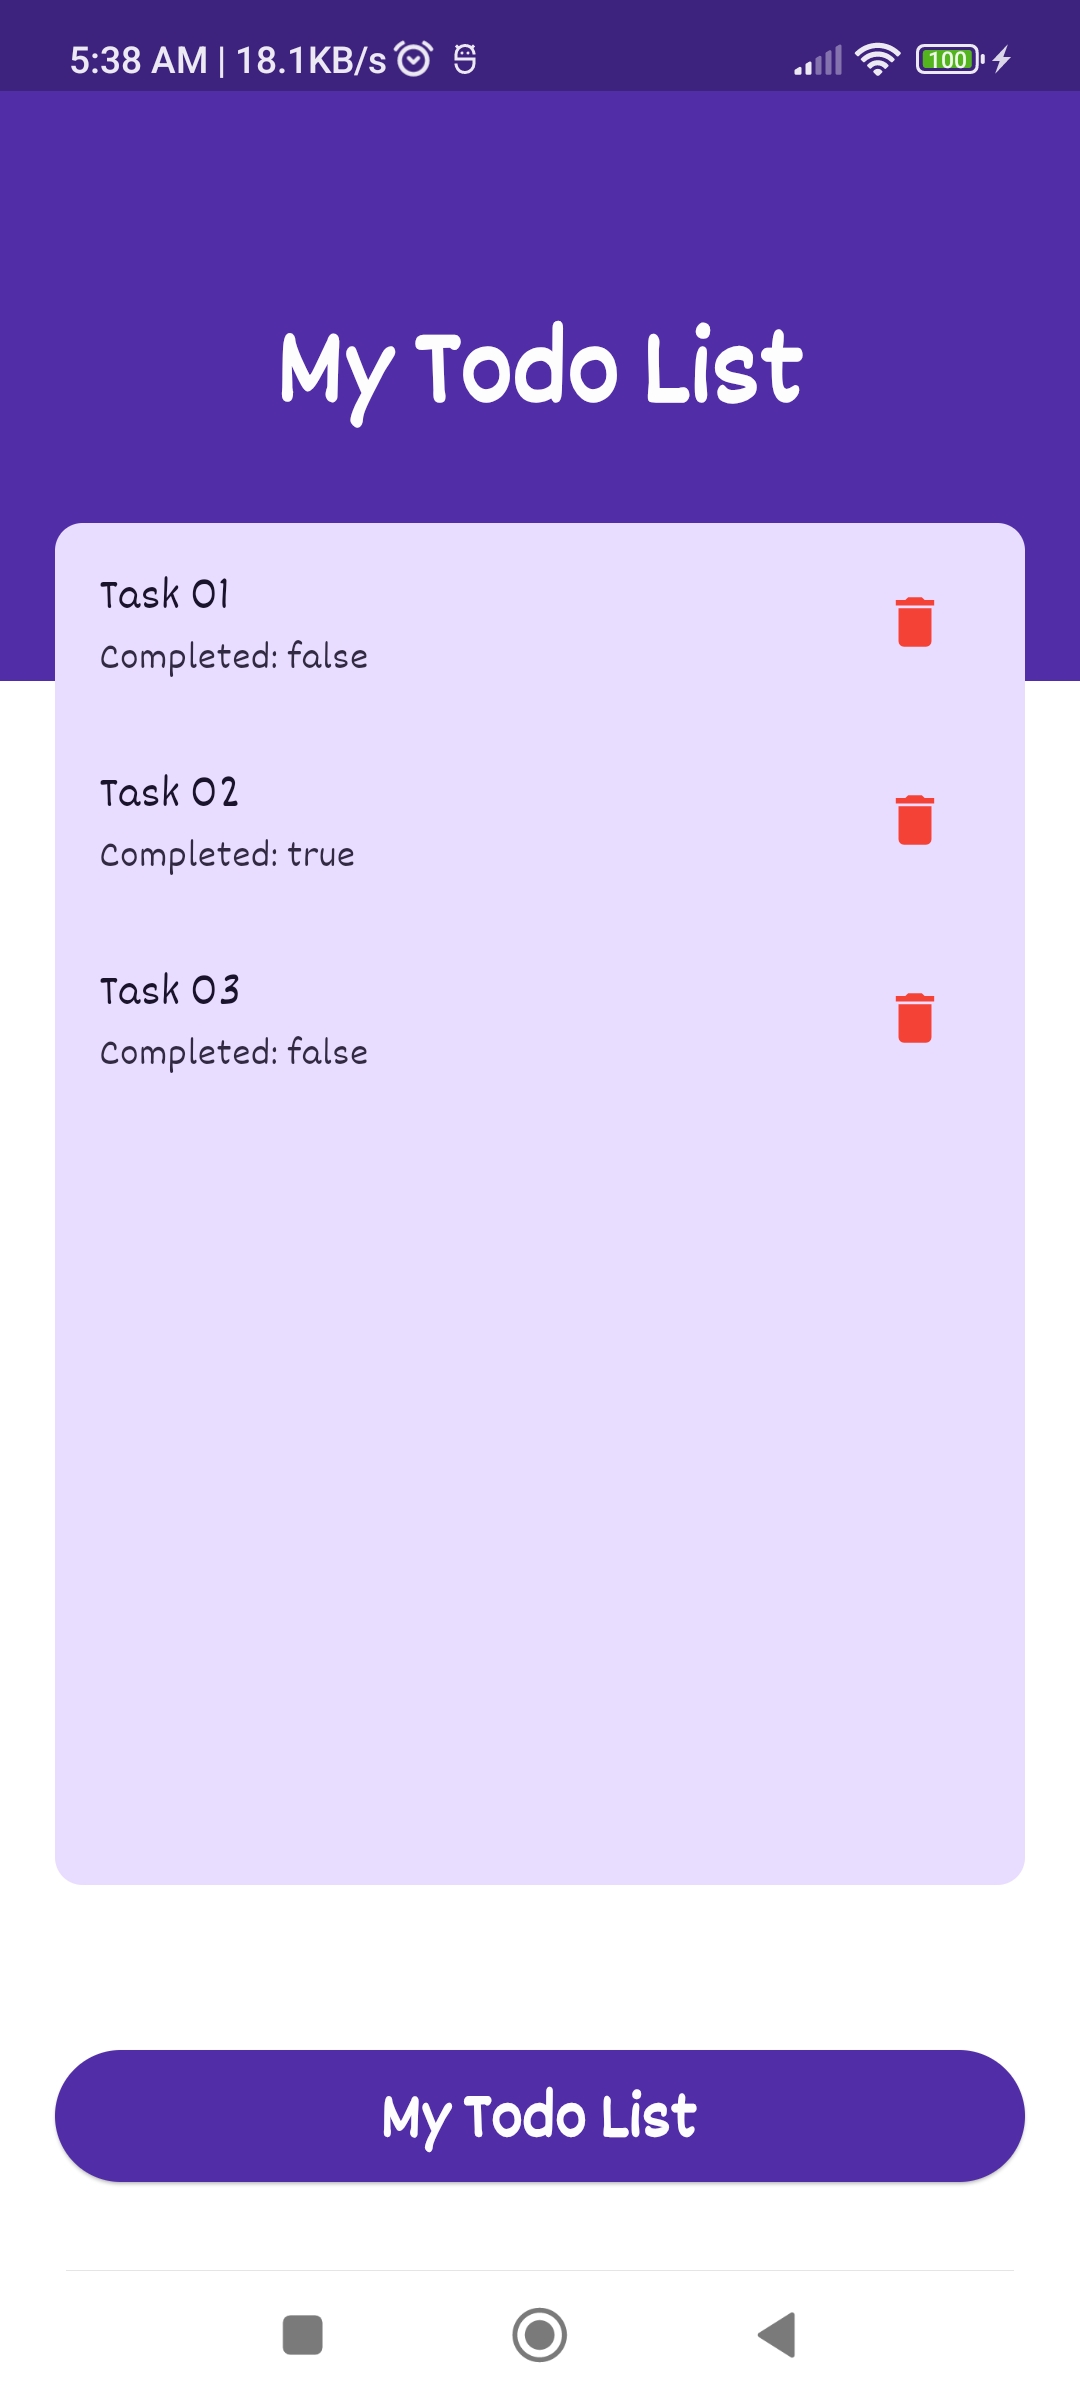 5:38 AM | 18.1KB/s
100
My Todo List
Task 01
Completed: false
Task 02
Completed: true
Task 03
Completed: false
My Todo List